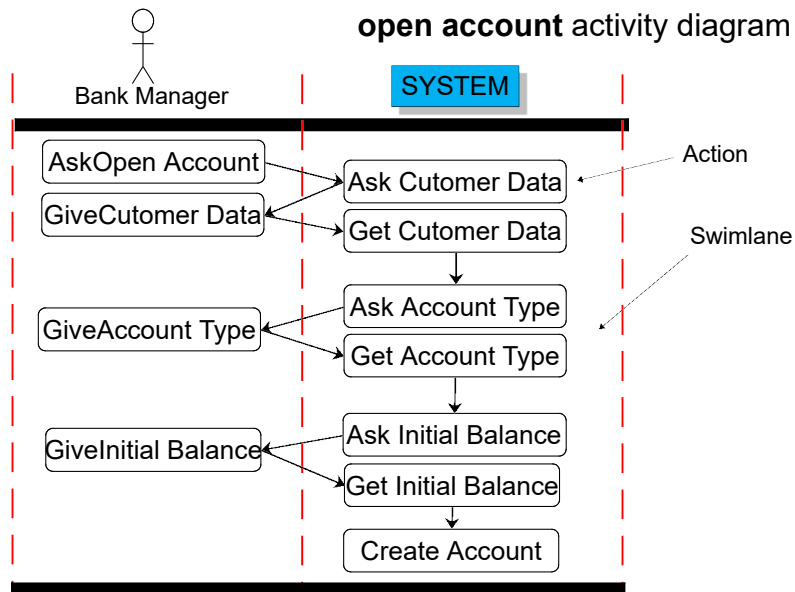 open account activity diagram
Bank Manager
SYSTEM
AskOpen Account
Action
Ask Cutomer Data
GiveCutomer Data
Get Cutomer Data
Swimlane
Ask Account Type
GiveAccount Type
Get Account Type
Ask Initial Balance
GiveInitial Balance
Get Initial Balance
Create Account